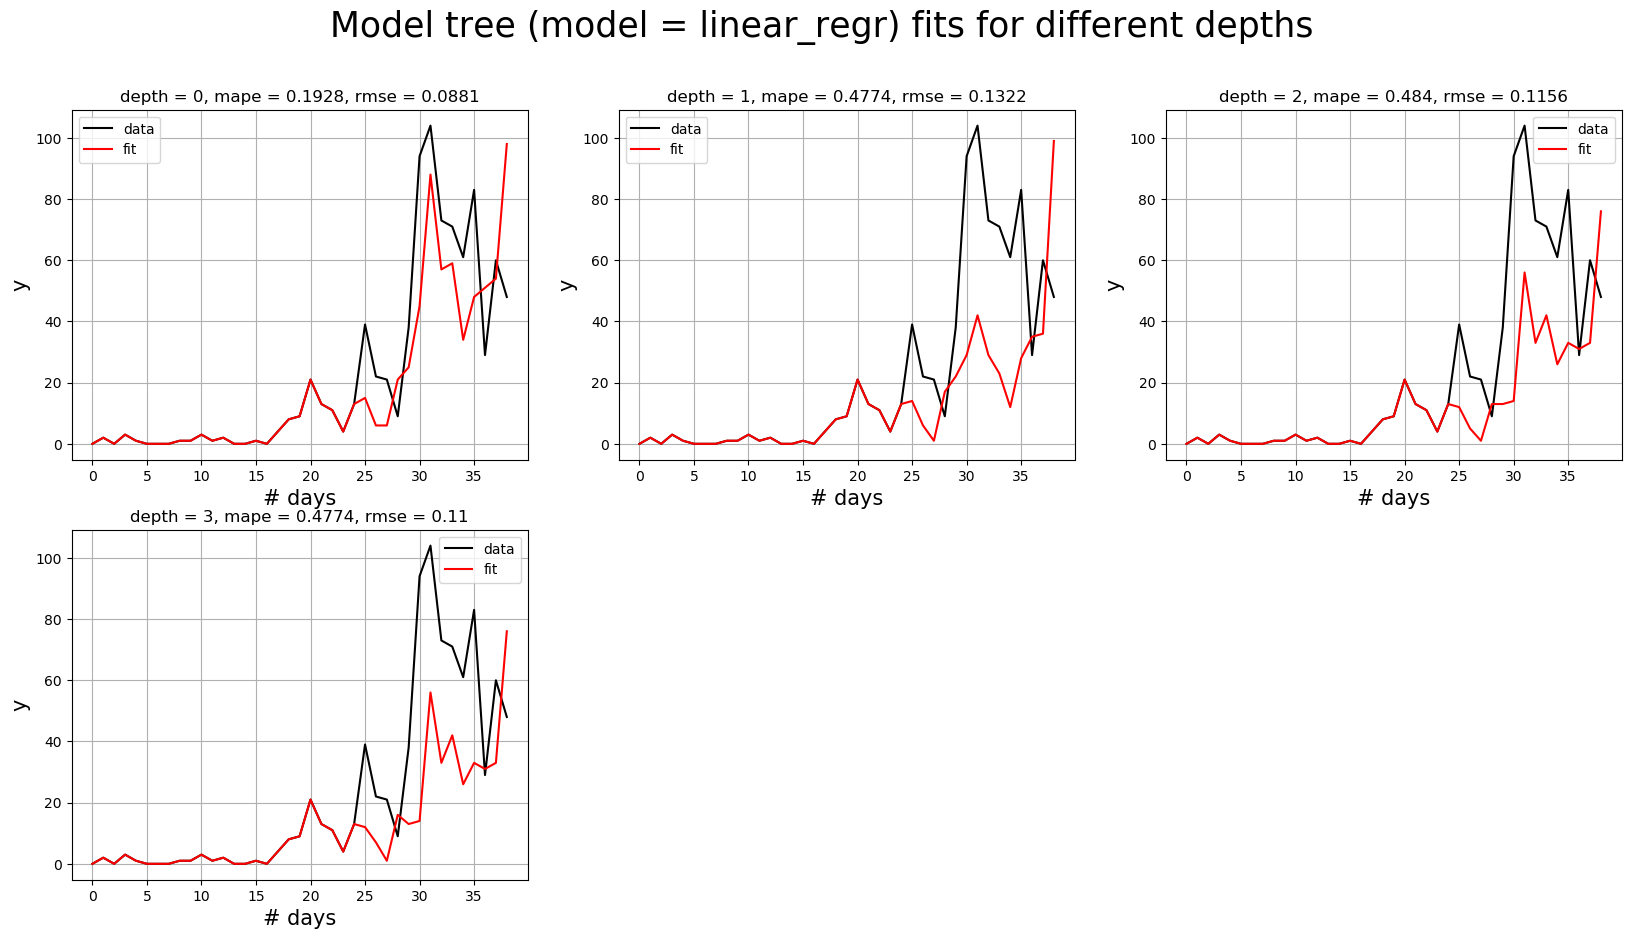 Model tree (model = linear_regr) fits for different depths
depth = 0, mape = 0.1928, rmse = 0.0881
data
fit
100
80
60
40
20
0
y
0 5 10 15 20 25 30 35
# days
depth = 1, mape = 0.4774, rmse = 0.1322
data
fit
100
80
60
40
20
0
y
0 5 10 15 20 25 30 35
# days
depth = 2, mape = 0.484, rmse = 0.1156
data
fit
100
80
60
40
20
0
y
0 5 10 15 20 25 30 35
# days
depth = 3, mape = 0.4774, rmse = 0.11
data
fit
100
80
60
40
20
0
y
0 5 10 15 20 25 30 35
# days